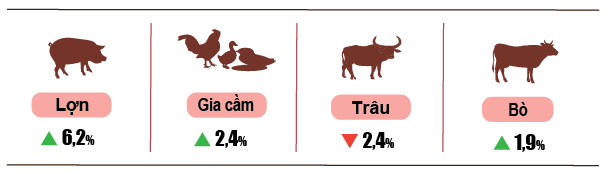 Lợn
Gia cầm
Trâu
Bò
▲ 6,2%
▲ 2,4%
▼ 2,4%
▲ 1,9%